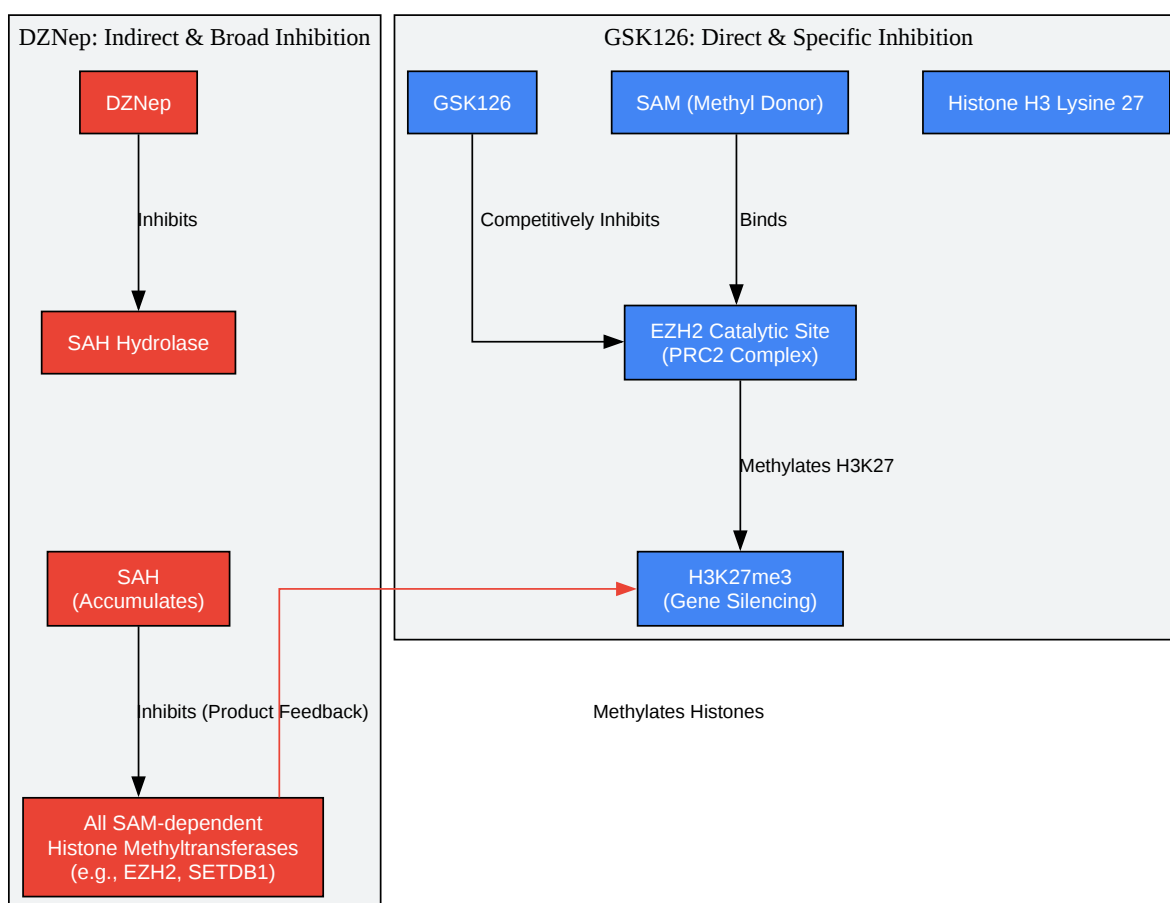 DZNep: Indirect & Broad Inhibition
DZNep
Inhibits
SAH Hydrolase
SAH
(Accumulates)
Inhibits (Product Feedback)
All SAM-dependent
Histone Methyltransferases
(e.g., EZH2, SETDB1)
GSK126: Direct & Specific Inhibition
GSK126
SAM (Methyl Donor)
Histone H3 Lysine 27
Competitively Inhibits
Binds
EZH2 Catalytic Site
(PRC2 Complex)
Methylates H3K27
H3K27me3
(Gene Silencing)
Methylates Histones